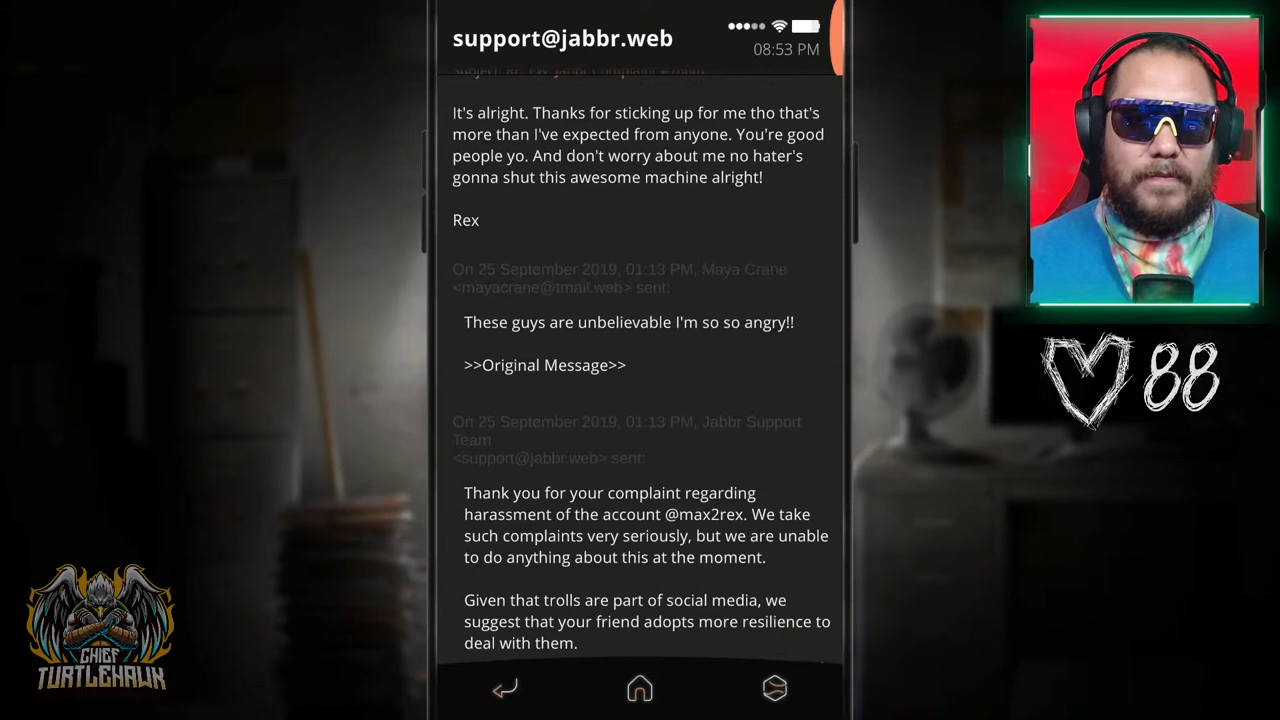 support@jabbr.web
08:53 PM
It's alright. Thanks for sticking up for me tho that's
more than I've expected from anyone. You're good
people yo. And don't worry about me no hater's
gonna shut this awesome machine alright!
Rex
On 25 September 2019, 01:13 PM, Maya Crane
<mayacrane@tmail.web> sent:
These guys are unbelievable I'm so so angry!!
>>Original Message>>
On 25 September 2019, 01:13 PM, Jabbr Support
Team
<support@jabbr.web> sent:
Thank you for your complaint regarding
harassment of the account @max2rex. We take
such complaints very seriously, but we are unable
to do anything about this at the moment.
Given that trolls are part of social media, we
suggest that your friend adopts more resilience to
deal with them.
88
CHIEF
TURTLEHAWK